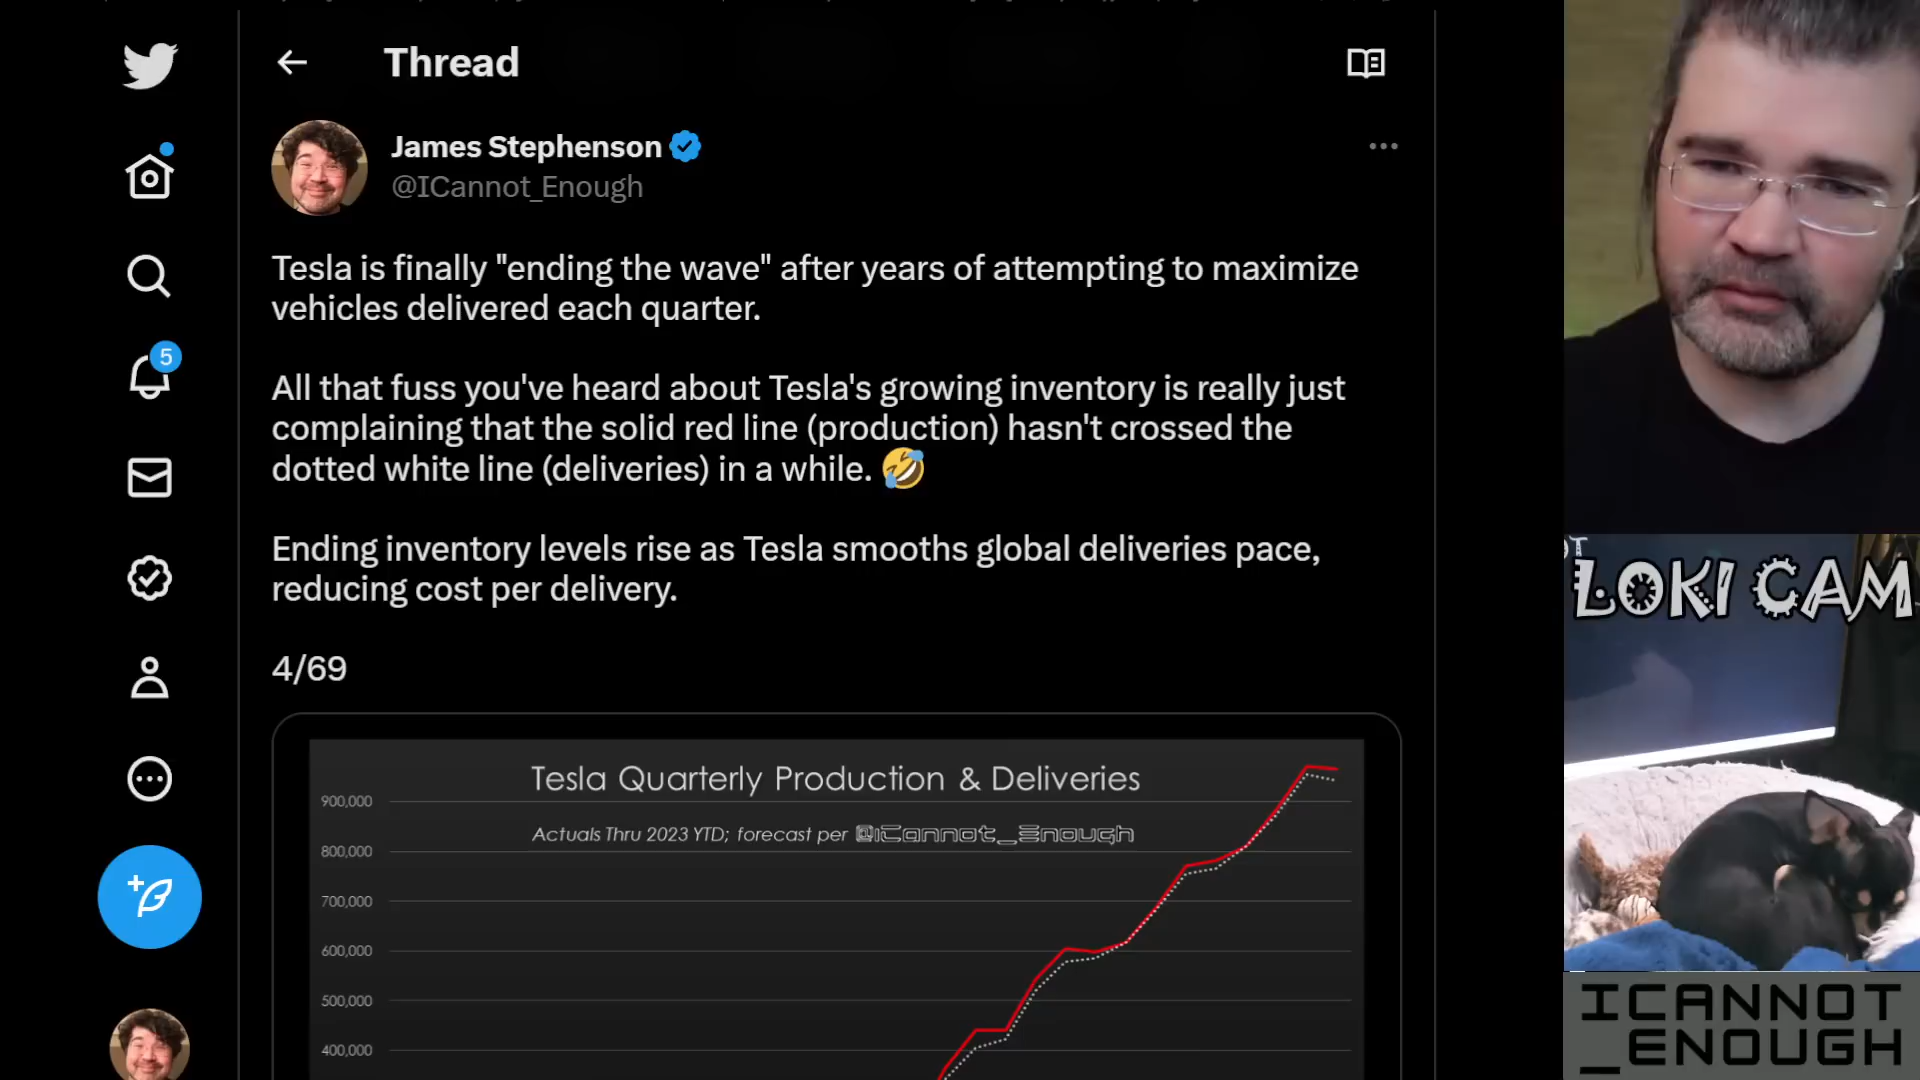 Thread
James Stephenson
@ICannot_Enough
Tesla is finally "ending the wave" after years of attempting to maximize
vehicles delivered each quarter.
All that fuss you've heard about Tesla's growing inventory is really just
complaining that the solid red line (production) hasn't crossed the
dotted white line (deliveries) in a while. 🤣
Ending inventory levels rise as Tesla smooths global deliveries pace,
reducing cost per delivery.
4/69
5
Tesla Quarterly Production & Deliveries
Actuals Thru 2023 YTD; forecast per @iCannot_Enough
900,000
800,000
700,000
600,000
500,000
400,000
LOKI CAM
ICANNOT
_ENOUGH